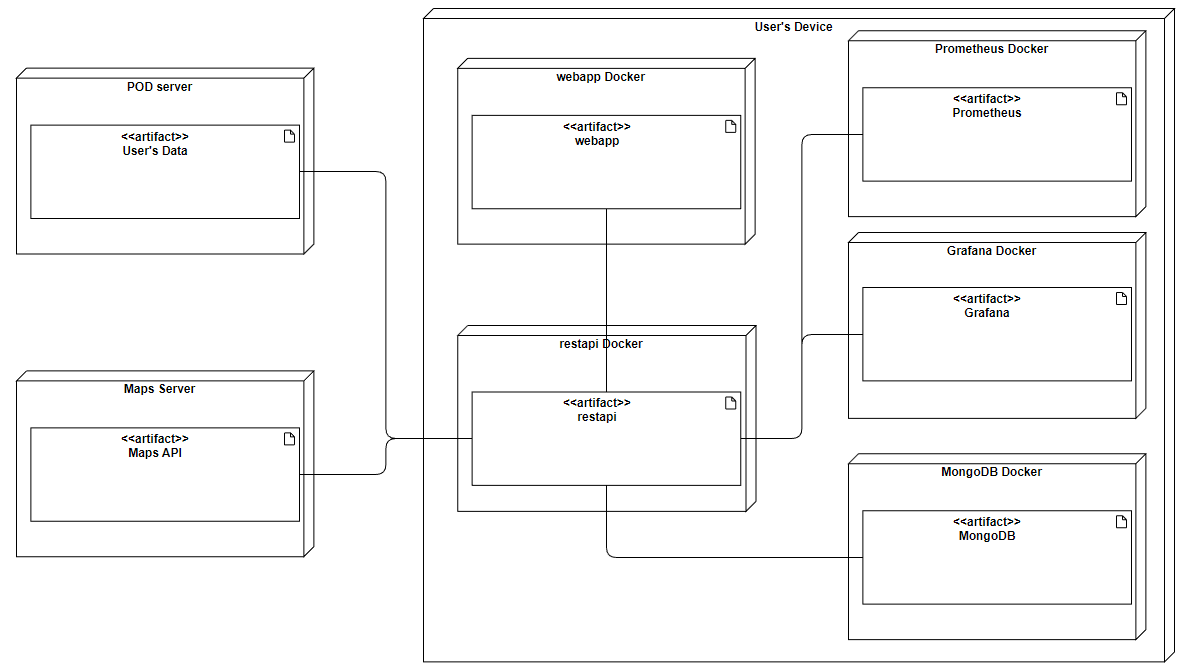 User's Device
POD server
<<artifact>>
User's Data
webapp Docker
<<artifact>>
webapp
Prometheus Docker
<<artifact>>
Prometheus
Grafana Docker
<<artifact>>
Grafana
Maps Server
<<artifact>>
Maps API
restapi Docker
<<artifact>>
restapi
MongoDB Docker
<<artifact>>
MongoDB